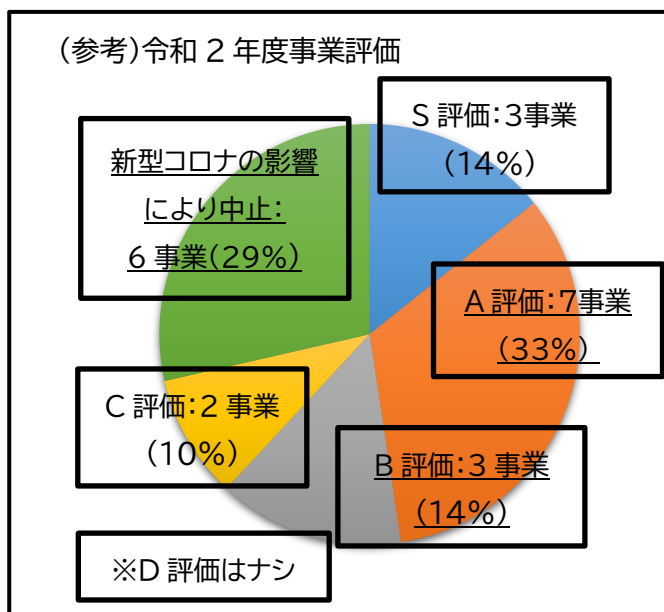 (参考)令和 2 年度事業評価
S 評価:3事業
(14%)
新型コロナの影響
により中止:
6 事業(29%)
A 評価:7事業
(33%)
C 評価:2 事業
(10%)
B 評価:3 事業
(14%)
※D 評価はナシ